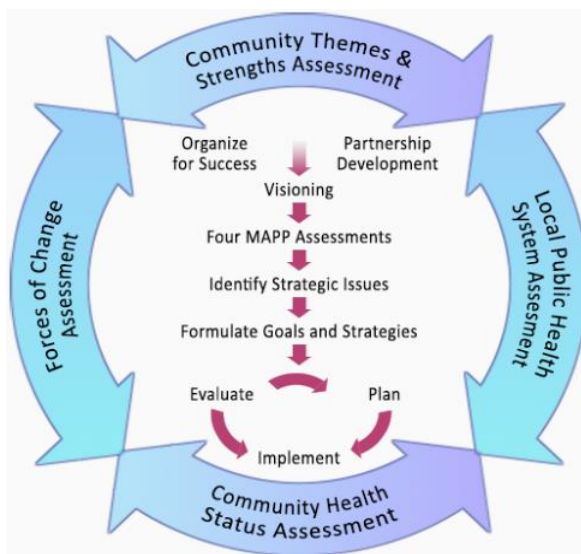 Community Themes &
Strengths Assessment
Organize
for Success
Partnership
Development
Visioning
Four MAPP Assessments
Identify Strategic Issues
Formulate Goals and Strategies
Evaluate
Plan
Implement
Forces of Change
Assessment
Local Public Health
System Assesment
Community Health
Status Assessment